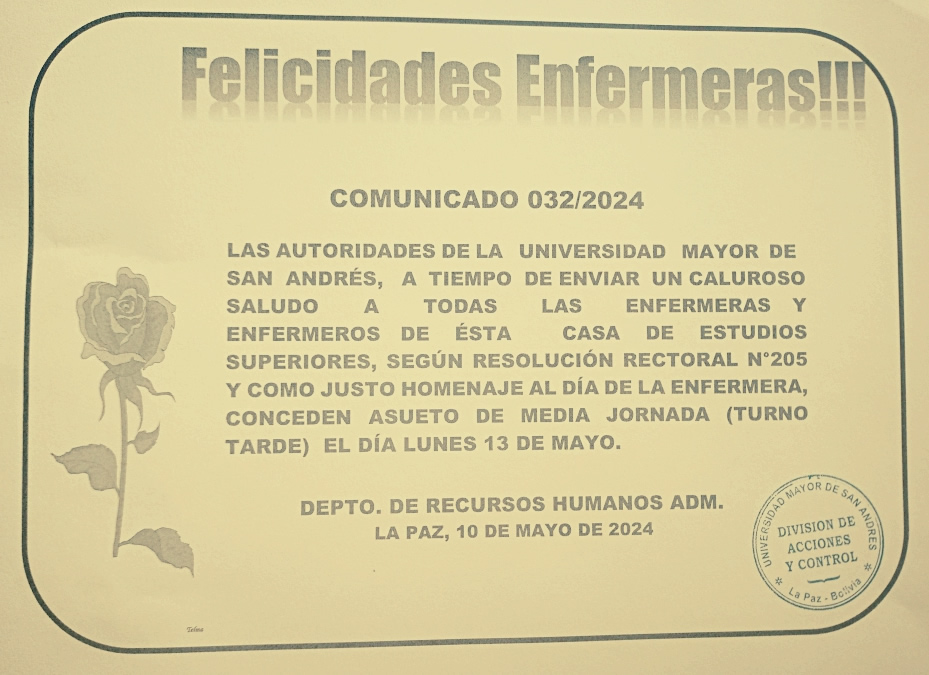 Felicidades Enfermeras!!!
COMUNICADO 032/2024
LAS AUTORIDADES DE LA UNIVERSIDAD MAYOR DE
SAN ANDRÉS, A TIEMPO DE ENVIAR UN CALUROSO
SALUDO A TODAS LAS ENFERMERAS Y
ENFERMEROS DE ÉSTA CASA DE ESTUDIOS
SUPERIORES, SEGÚN RESOLUCIÓN RECTORAL N°205
Y COMO JUSTO HOMENAJE AL DÍA DE LA ENFERMERA,
CONCEDEN ASUETO DE MEDIA JORNADA (TURNO
TARDE) EL DÍA LUNES 13 DE MAYO.
DEPTO. DE RECURSOS HUMANOS ADM.
LA PAZ, 10 DE MAYO DE 2024
UNIVERSIDAD MAYOR DE SAN ANDRES
DIVISION DE
ACCIONES
Y CONTROL
La Paz - Bolivia
Telma